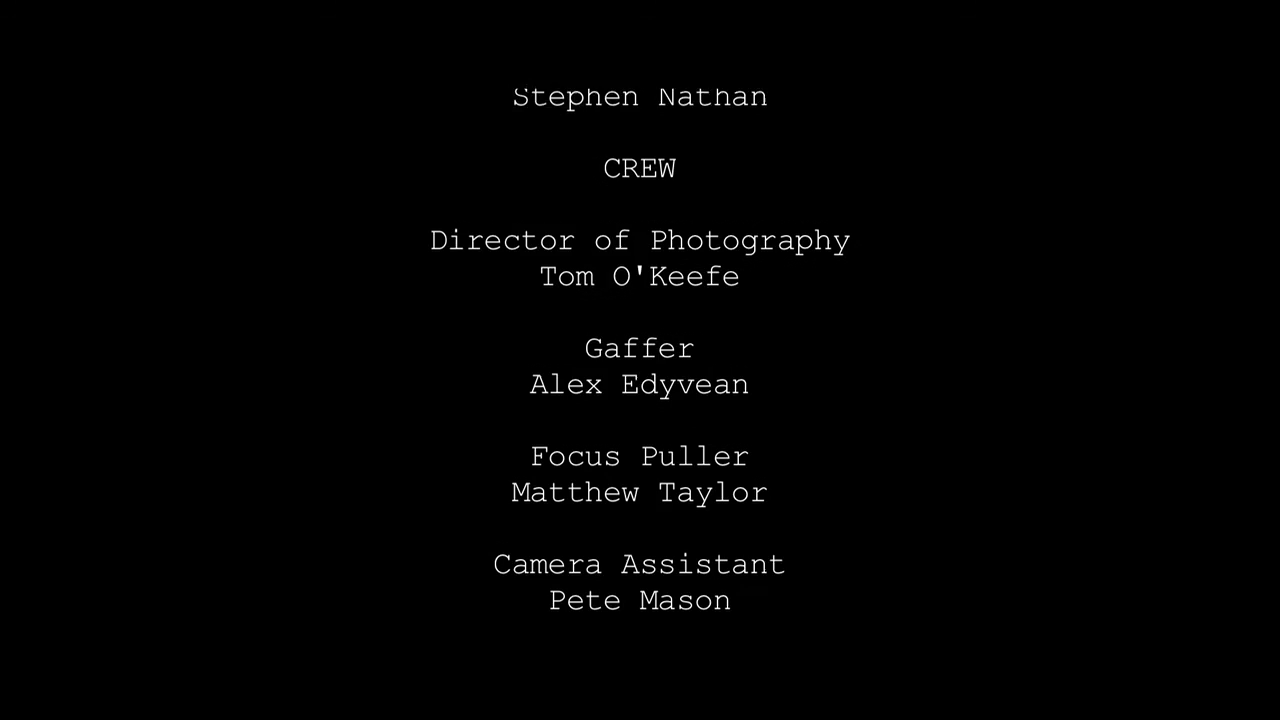 Stephen Nathan
CREW
Director of Photography
Tom O'Keefe
Gaffer
Alex Edyvean
Focus Puller
Matthew Taylor
Camera Assistant
Pete Mason